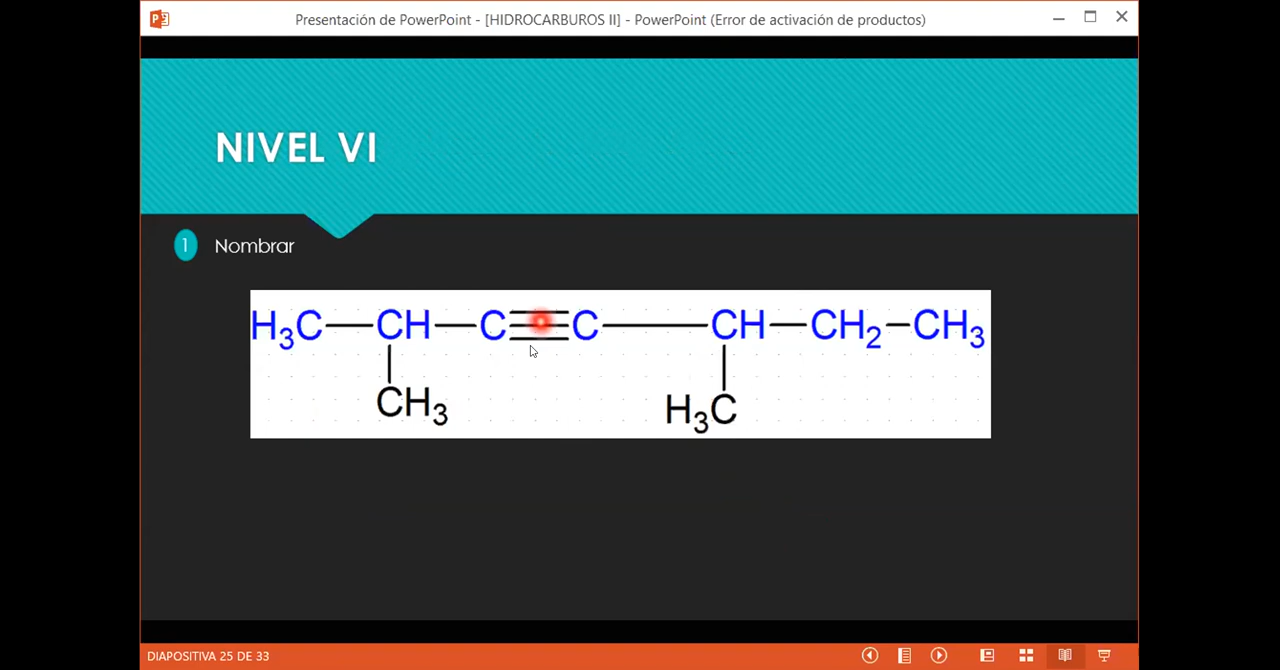 Presentación de PowerPoint - [HIDROCARBUROS II] - PowerPoint (Error de activación de productos)
NIVEL VI
1 Nombrar
H₃C—CH—C≡C—CH—CH₂—CH₃
CH₃ H₃C
DIAPOSITIVA 25 DE 33